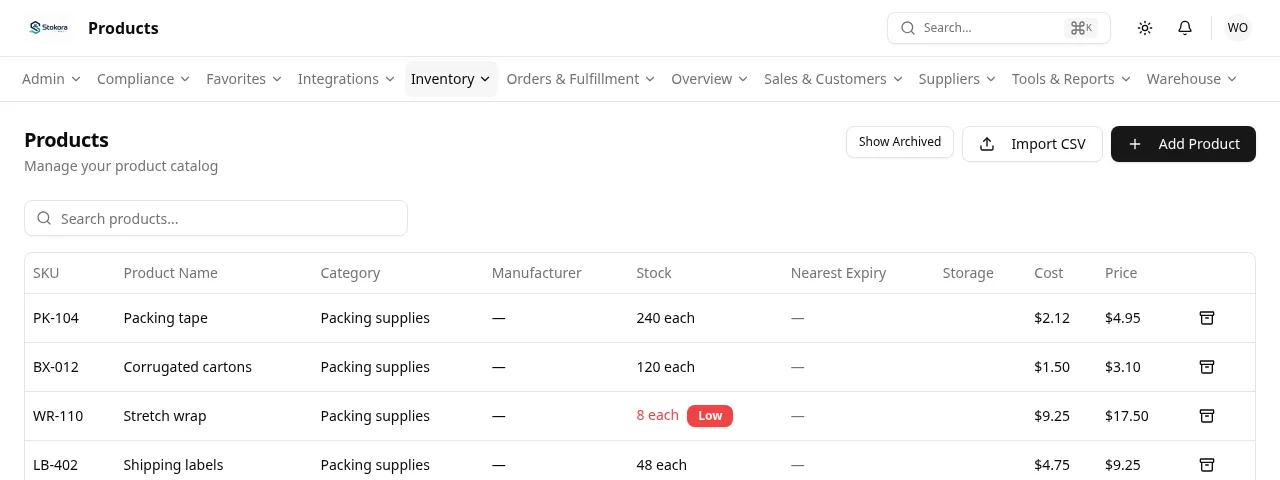 Stokora
Products
Search...
⌘K
WO
Admin
Compliance
Favorites
Integrations
Inventory
Orders & Fulfillment
Overview
Sales & Customers
Suppliers
Tools & Reports
Warehouse
Products
Manage your product catalog
Show Archived
Import CSV
Add Product
Search products...
SKU Product Name Category Manufacturer Stock Nearest Expiry Storage Cost Price
PK-104 Packing tape Packing supplies — 240 each — $2.12 $4.95
BX-012 Corrugated cartons Packing supplies — 120 each — $1.50 $3.10
WR-110 Stretch wrap Packing supplies — 8 each Low — $9.25 $17.50
LB-402 Shipping labels Packing supplies — 48 each — $4.75 $9.25